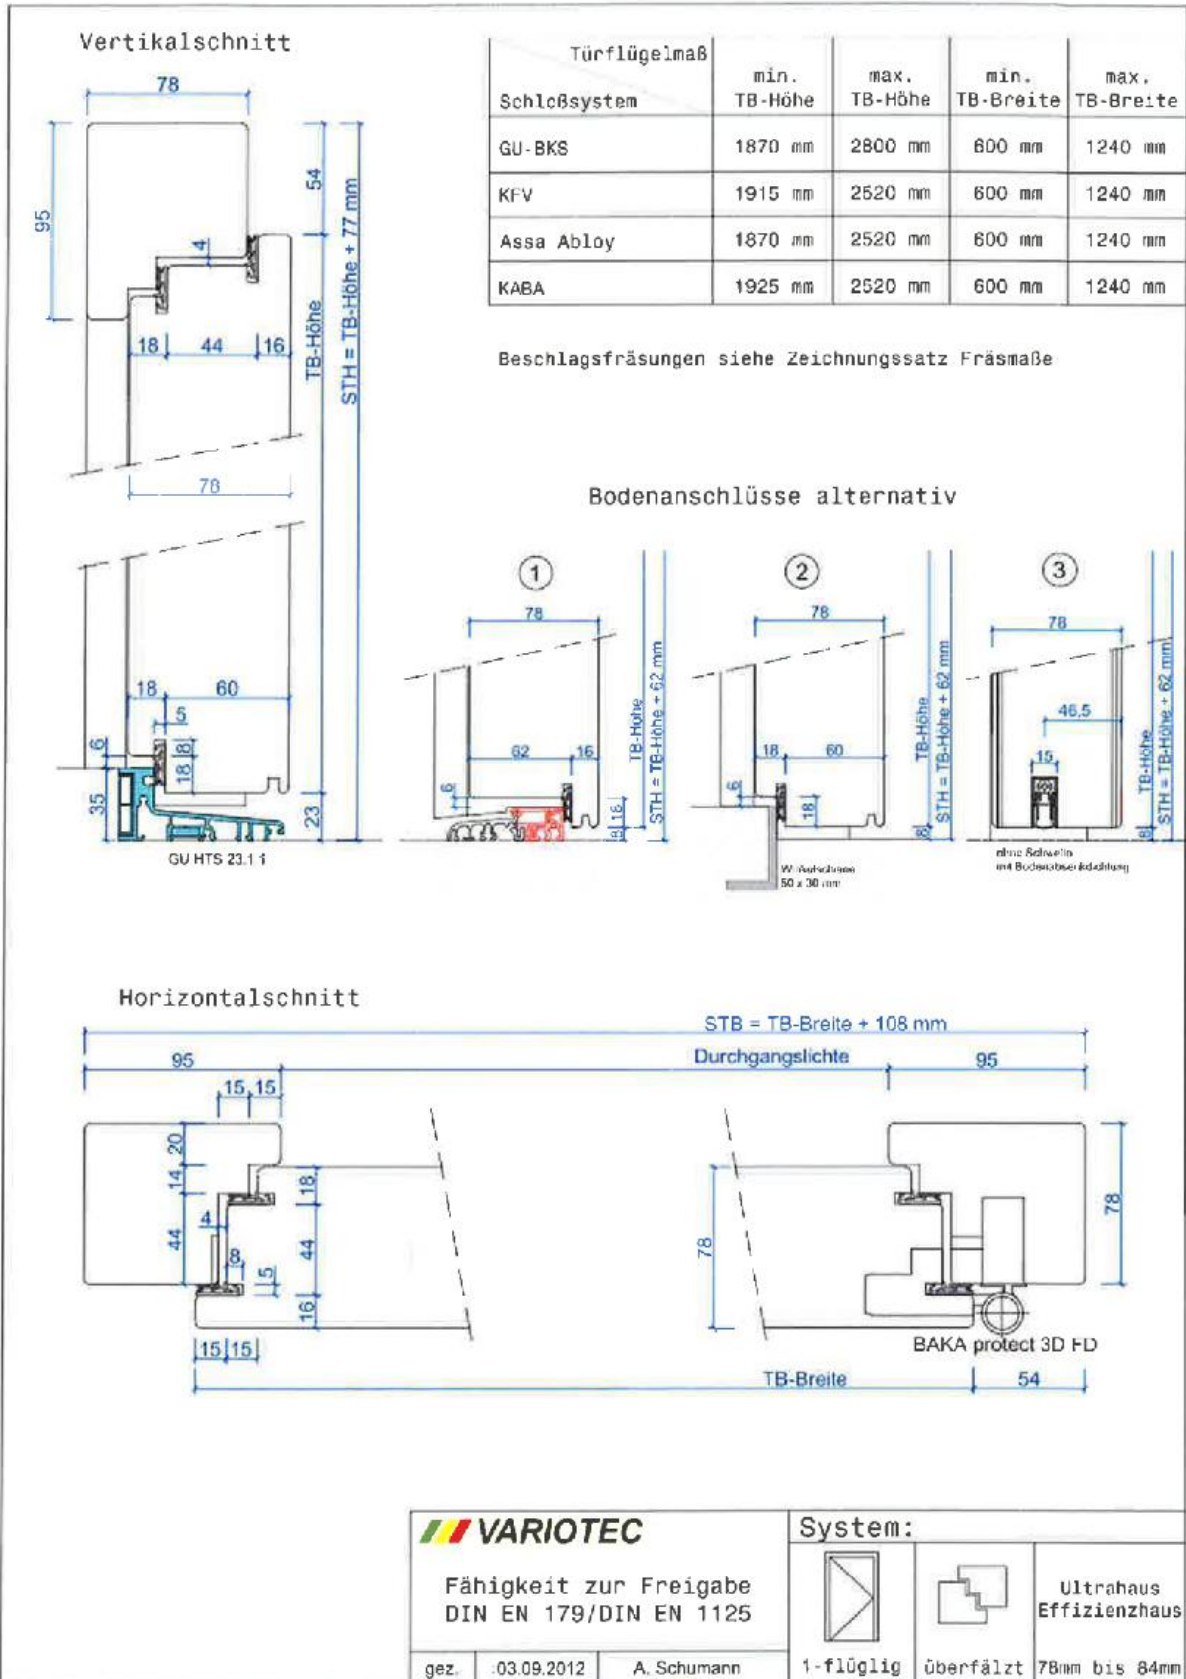 Vertikalschnitt
78
95
54
4
18 44 16
TB-Höhe
STH = TB-Höhe + 77 mm
78
18 60
5
6
8
18
35
23
GU HTS 23.1
Türflügelmaß
Schloßsystem
min. TB-Höhe
max. TB-Höhe
min. TB-Breite
max. TB-Breite
GU-BKS 1870 mm 2800 mm 600 mm 1240 mm
KFV 1915 mm 2520 mm 600 mm 1240 mm
Assa Abloy 1870 mm 2520 mm 600 mm 1240 mm
KABA 1925 mm 2520 mm 600 mm 1240 mm
Beschlagsfräsungen siehe Zeichnungssatz Fräsmaße
Bodenanschlüsse alternativ
1
78
62 16
6
18
8
TB-Höhe
STH = TB-Höhe + 62 mm
2
78
18 60
6
18
8
TB-Höhe
STH = TB-Höhe + 62 mm
50 x 30 mm
3
78
46,5
15
8
TB-Höhe
STH = TB-Höhe + 62 mm
ohne Schwelle
mit Bodenabsenkdichtung
Horizontalschnitt
STB = TB-Breite + 108 mm
95
Durchgangslichte
95
15 15
20
14
44
4
8
5
18
44
16
15 15
78
78
BAKA protect 3D FD
TB-Breite
54
VARIOTEC
Fähigkeit zur Freigabe
DIN EN 179/DIN EN 1125
gez. :03.09.2012 A. Schumann
System:
1-flüglig
überfälzt
Ultrahaus
Effizienzhaus
78mm bis 84mm